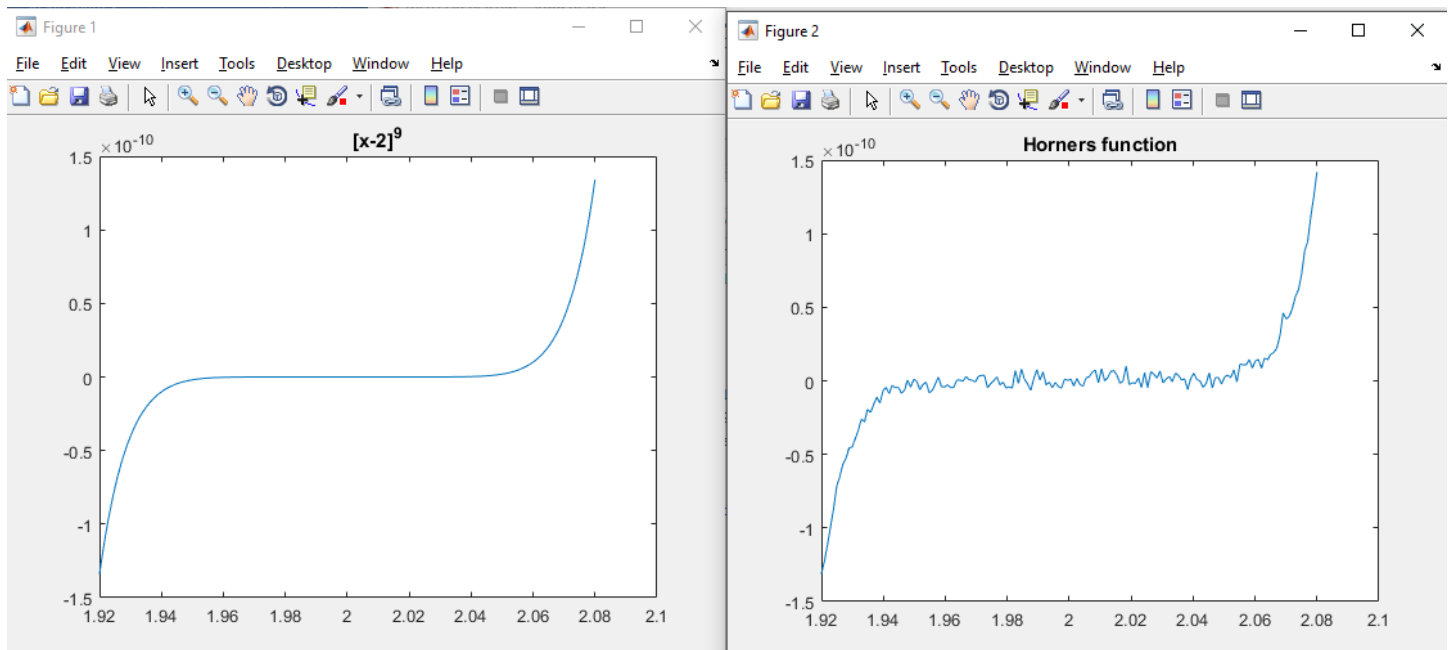 Figure 1
File Edit View Insert Tools Desktop Window Help
[x-2]^9
×10^-10
1.5
1
0.5
0
-0.5
-1
-1.5
1.92 1.94 1.96 1.98 2 2.02 2.04 2.06 2.08 2.1
Figure 2
File Edit View Insert Tools Desktop Window Help
Horners function
×10^-10
1.5
1
0.5
0
-0.5
-1
-1.5
1.92 1.94 1.96 1.98 2 2.02 2.04 2.06 2.08 2.1